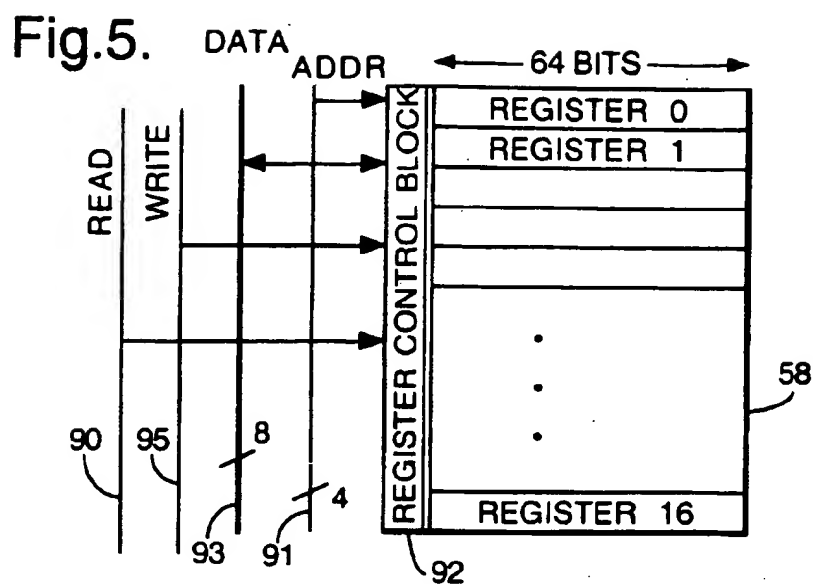 Fig.5.
DATA
ADDR
64 BITS
READ
WRITE
REGISTER CONTROL BLOCK
REGISTER 0
REGISTER 1
58
90
95
8
4
93
91
REGISTER 16
92